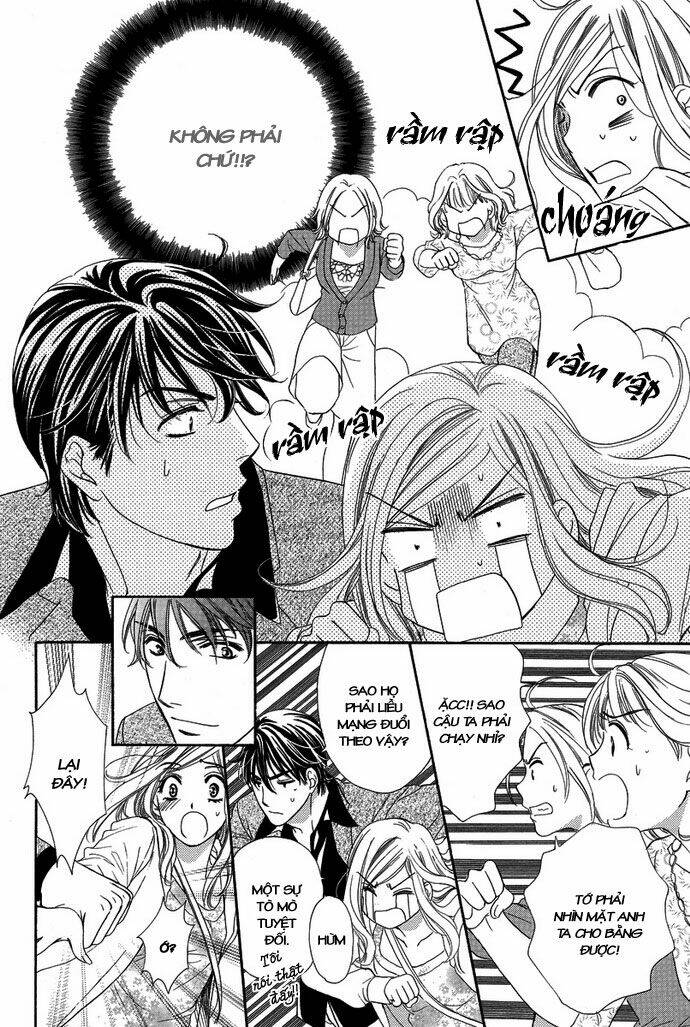 choáng
rầm rập
KHÔNG PHẢI
CHỨ!!?
rầm rập
rầm rập
ẶCC!! SAO
CẬU TA PHẢI
CHẠY NHỈ?
TỚ PHẢI
NHÌN MẶT ANH
TA CHO BẰNG
ĐƯỢC!
SAO HỌ
PHẢI LIỀU
MẠNG ĐUỔI
THEO VẬY?
HỪM
MỘT SỰ
TÒ MÒ
TUYỆT
ĐỐI.
Tôi
nói thật
đấy!
LẠI
ĐÂY!
Ớ?